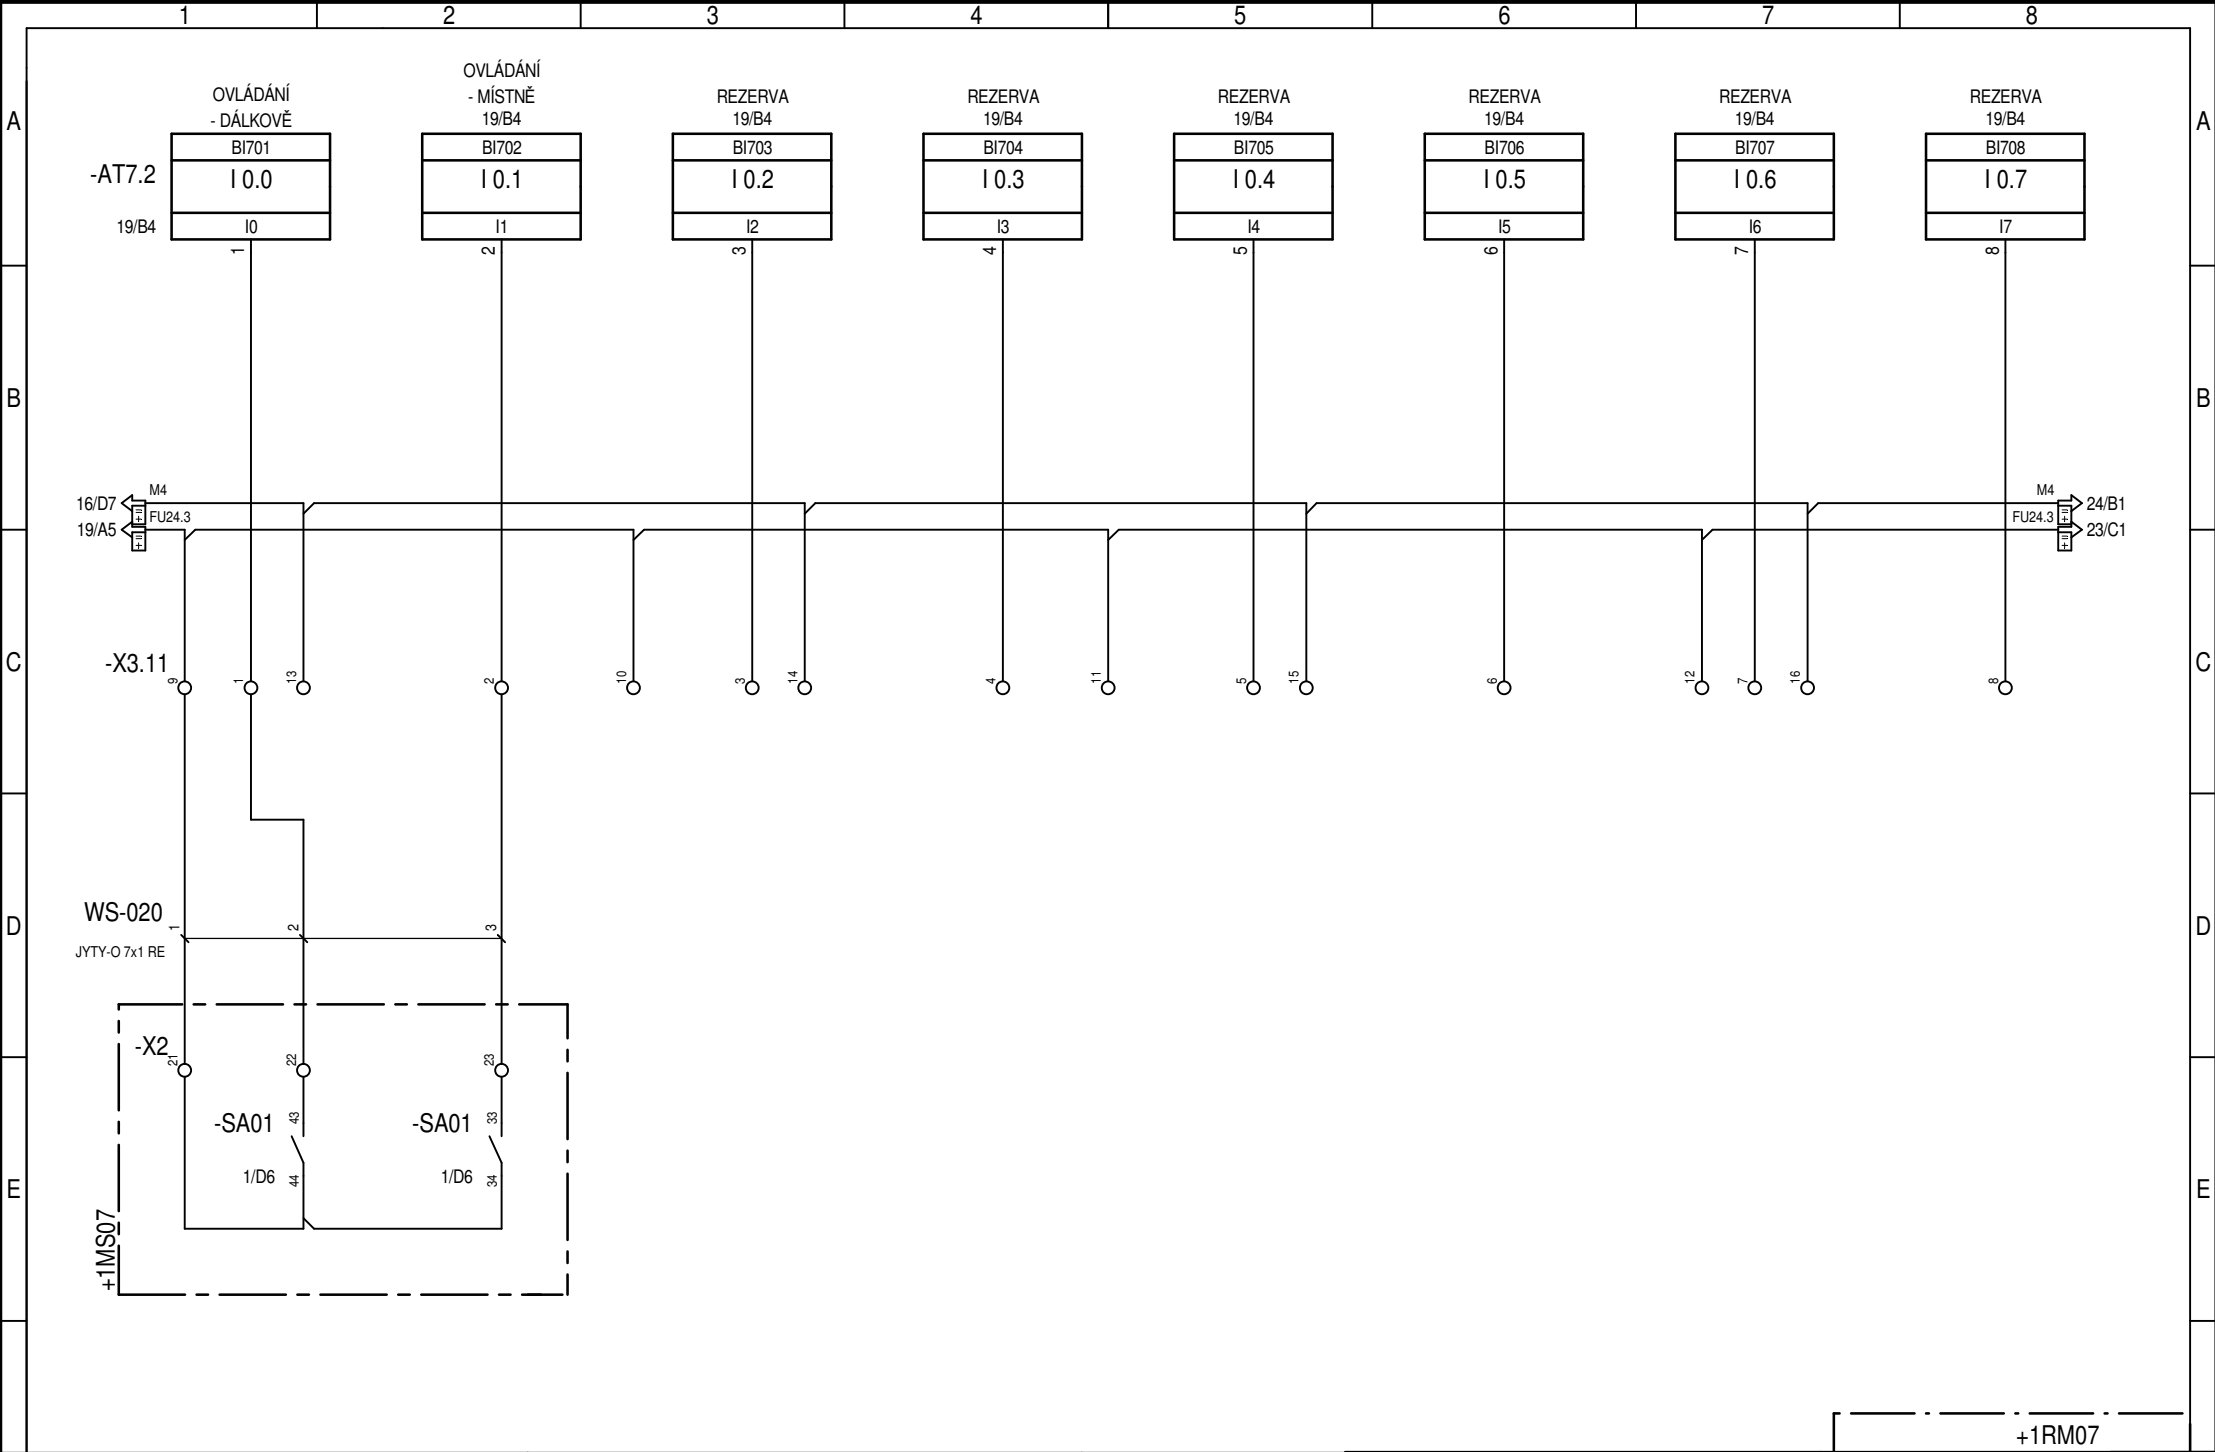 1 2 3 4 5 6 7 8
OVLÁDÁNÍ
- DÁLKOVĚ
OVLÁDÁNÍ
- MÍSTNĚ
19/B4
REZERVA
19/B4
REZERVA
19/B4
REZERVA
19/B4
REZERVA
19/B4
REZERVA
19/B4
REZERVA
19/B4
A A
BI701 BI702 BI703 BI704 BI705 BI706 BI707 BI708
-AT7.2 I 0.0 I 0.1 I 0.2 I 0.3 I 0.4 I 0.5 I 0.6 I 0.7
19/B4 I0 I1 I2 I3 I4 I5 I6 I7
1 2 3 4 5 6 7 8
B B
16/D7 M4 M4 24/B1
= + = +
19/A5 FU24.3 FU24.3 23/C1
= + = +
C C
-X3.11 9 1 13 2 10 3 14 4 11 5 15 6 12 7 16 8
D D
WS-020 1 2 3
JYTY-O 7x1 RE
-X2 21 22 23
-SA01 43 -SA01 33
1/D6 44 1/D6 34
E E
+1MS07
+1RM07